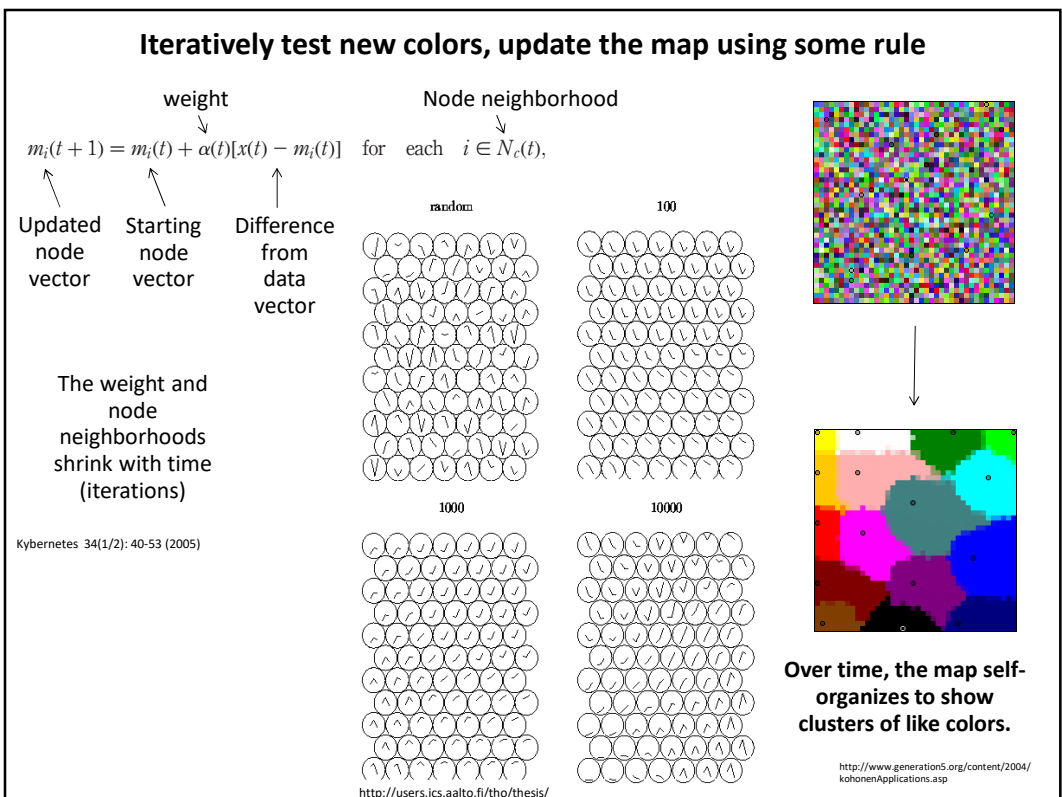 Iteratively test new colors, update the map using some rule
weight
Node neighborhood
mᵢ(t + 1) = mᵢ(t) + α(t)[x(t) − mᵢ(t)] for each i ∈ N_c(t),
Updated
node
vector
Starting
node
vector
Difference
from
data
vector
The weight and
node
neighborhoods
shrink with time
(iterations)
Kybernetes 34(1/2): 40-53 (2005)
random
100
1000
10000
http://users.ics.aalto.fi/tho/thesis/
Over time, the map self-
organizes to show
clusters of like colors.
http://www.generation5.org/content/2004/
kohonenApplications.asp